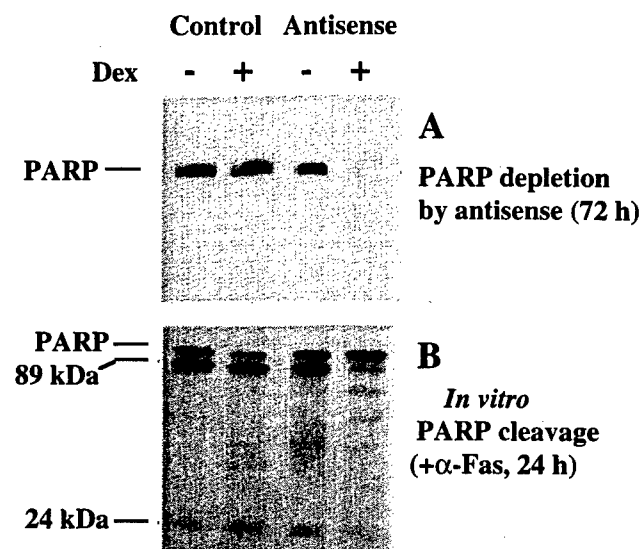 Control Antisense
Dex - + - +
A
PARP
PARP depletion
by antisense (72 h)
PARP
89 kDa
B
In vitro
PARP cleavage
(+α-Fas, 24 h)
24 kDa